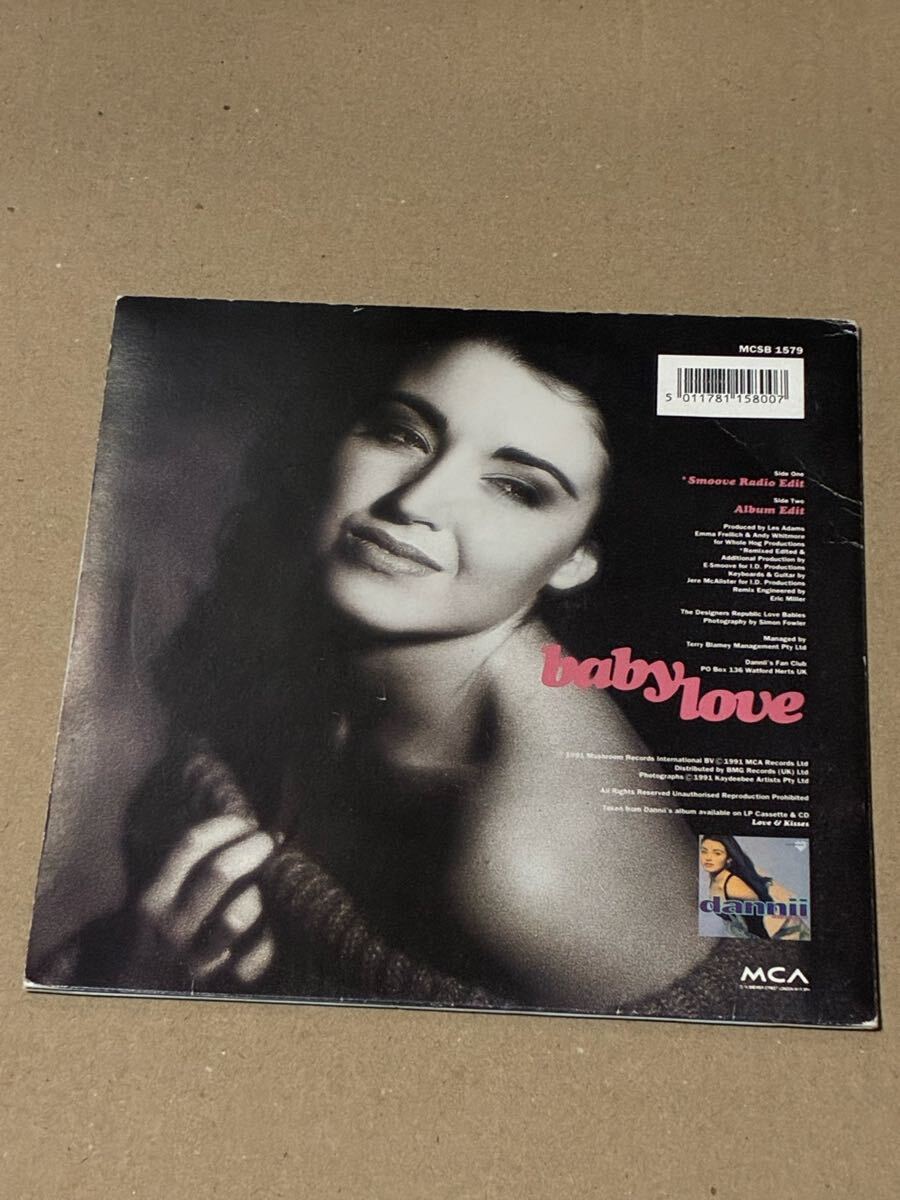 MCSB 1579
5 011781 158007
Side One
*Smoove Radio Edit
Side Two
Album Edit
Produced by Les Adams
Emma Freilich & Andy Whitmore
for Whole Hog Productions
*Remixed Edited &
Additional Production by
E-Smoove for I.D. Productions
Keyboards & Guitar by
Jere McAllster for I.D. Productions
Remix Engineered by
Eric Miller
The Designers Republic Love Babies
Photography by Simon Fowler
Managed by
Terry Blamey Management Pty Ltd
Dannii's Fan Club
PO Box 136 Watford Herts UK
baby
love
1991 Mushroom Records International BV ©1991 MCA Records Ltd
Distributed by BMG Records (UK) Ltd
Photographs ©1991 Kaydeebee Artists Pty Ltd
All Rights Reserved Unauthorised Reproduction Prohibited
Taken from Dannii's album available on LP Cassette & CD
Love & Kisses
dannii
MCA